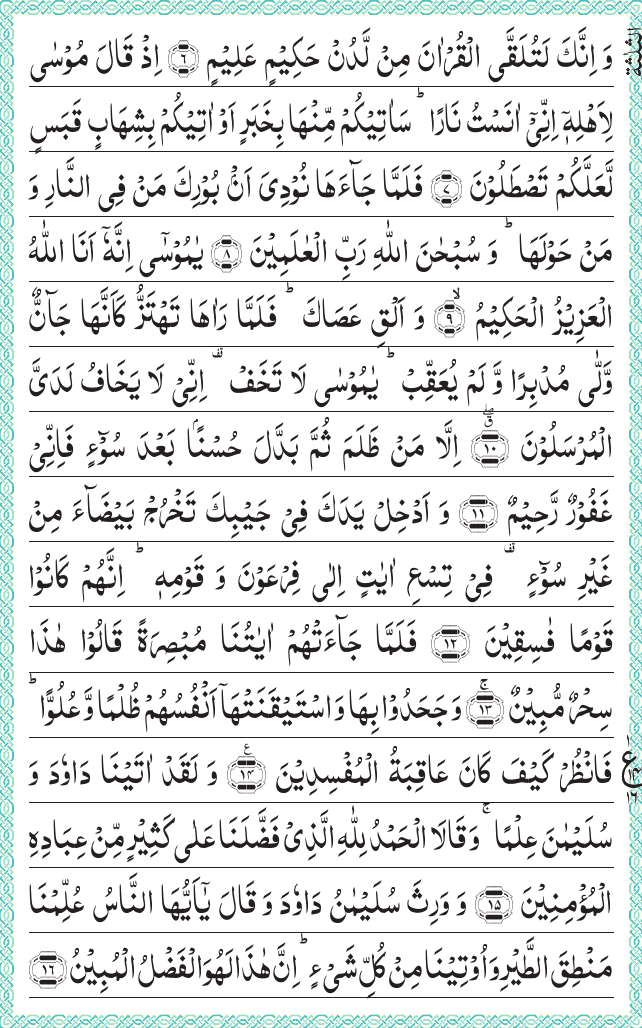 وَ اِنَّكَ لَتُلَقَّى الْقُرْاٰنَ مِنْ لَّدُنْ حَكِیْمٍ عَلِیْمٍ ۝۶ اِذْ قَالَ مُوْسٰى
لِاَهْلِهٖۤ اِنِّیْۤ اٰنَسْتُ نَارًا ؕ سَاٰتِیْكُمْ مِّنْهَا بِخَبَرٍ اَوْ اٰتِیْكُمْ بِشِهَابٍ قَبَسٍ
لَّعَلَّكُمْ تَصْطَلُوْنَ ۝۷ فَلَمَّا جَآءَهَا نُوْدِیَ اَنْۢ بُوْرِكَ مَنْ فِی النَّارِ وَ
مَنْ حَوْلَهَا ؕ وَ سُبْحٰنَ اللّٰهِ رَبِّ الْعٰلَمِیْنَ ۝۸ یٰمُوْسٰۤى اِنَّهٗۤ اَنَا اللّٰهُ
الْعَزِیْزُ الْحَكِیْمُ ۝۹ۙ وَ اَلْقِ عَصَاكَ ؕ فَلَمَّا رَاٰهَا تَهْتَزُّ كَاَنَّهَا جَآنٌّ
وَّلّٰى مُدْبِرًا وَّ لَمْ یُعَقِّبْ ؕ یٰمُوْسٰى لَا تَخَفْ ۫ اِنِّیْ لَا یَخَافُ لَدَیَّ
الْمُرْسَلُوْنَ ۝۱۰ۗۖ اِلَّا مَنْ ظَلَمَ ثُمَّ بَدَّلَ حُسْنًۢا بَعْدَ سُوْٓءٍ فَاِنِّیْ
غَفُوْرٌ رَّحِیْمٌ ۝۱۱ وَ اَدْخِلْ یَدَكَ فِیْ جَیْبِكَ تَخْرُجْ بَیْضَآءَ مِنْ
غَیْرِ سُوْٓءٍ ۫ فِیْ تِسْعِ اٰیٰتٍ اِلٰى فِرْعَوْنَ وَ قَوْمِهٖ ؕ اِنَّهُمْ كَانُوْا
قَوْمًا فٰسِقِیْنَ ۝۱۲ فَلَمَّا جَآءَتْهُمْ اٰیٰتُنَا مُبْصِرَةً قَالُوْا هٰذَا
سِحْرٌ مُّبِیْنٌ ۝۱۳ۚ وَ جَحَدُوْا بِهَا وَ اسْتَیْقَنَتْهَاۤ اَنْفُسُهُمْ ظُلْمًا وَّ عُلُوًّا ؕ
فَانْظُرْ كَیْفَ كَانَ عَاقِبَةُ الْمُفْسِدِیْنَ ۝۱۴ وَ لَقَدْ اٰتَیْنَا دَاوٗدَ وَ
سُلَیْمٰنَ عِلْمًا ۚ وَ قَالَا الْحَمْدُ لِلّٰهِ الَّذِیْ فَضَّلَنَا عَلٰى كَثِیْرٍ مِّنْ عِبَادِهِ
الْمُؤْمِنِیْنَ ۝۱۵ وَ وَرِثَ سُلَیْمٰنُ دَاوٗدَ وَ قَالَ یٰۤاَیُّهَا النَّاسُ عُلِّمْنَا
مَنْطِقَ الطَّیْرِ وَ اُوْتِیْنَا مِنْ كُلِّ شَیْءٍ ؕ اِنَّ هٰذَا لَهُوَ الْفَضْلُ الْمُبِیْنُ ۝۱۶